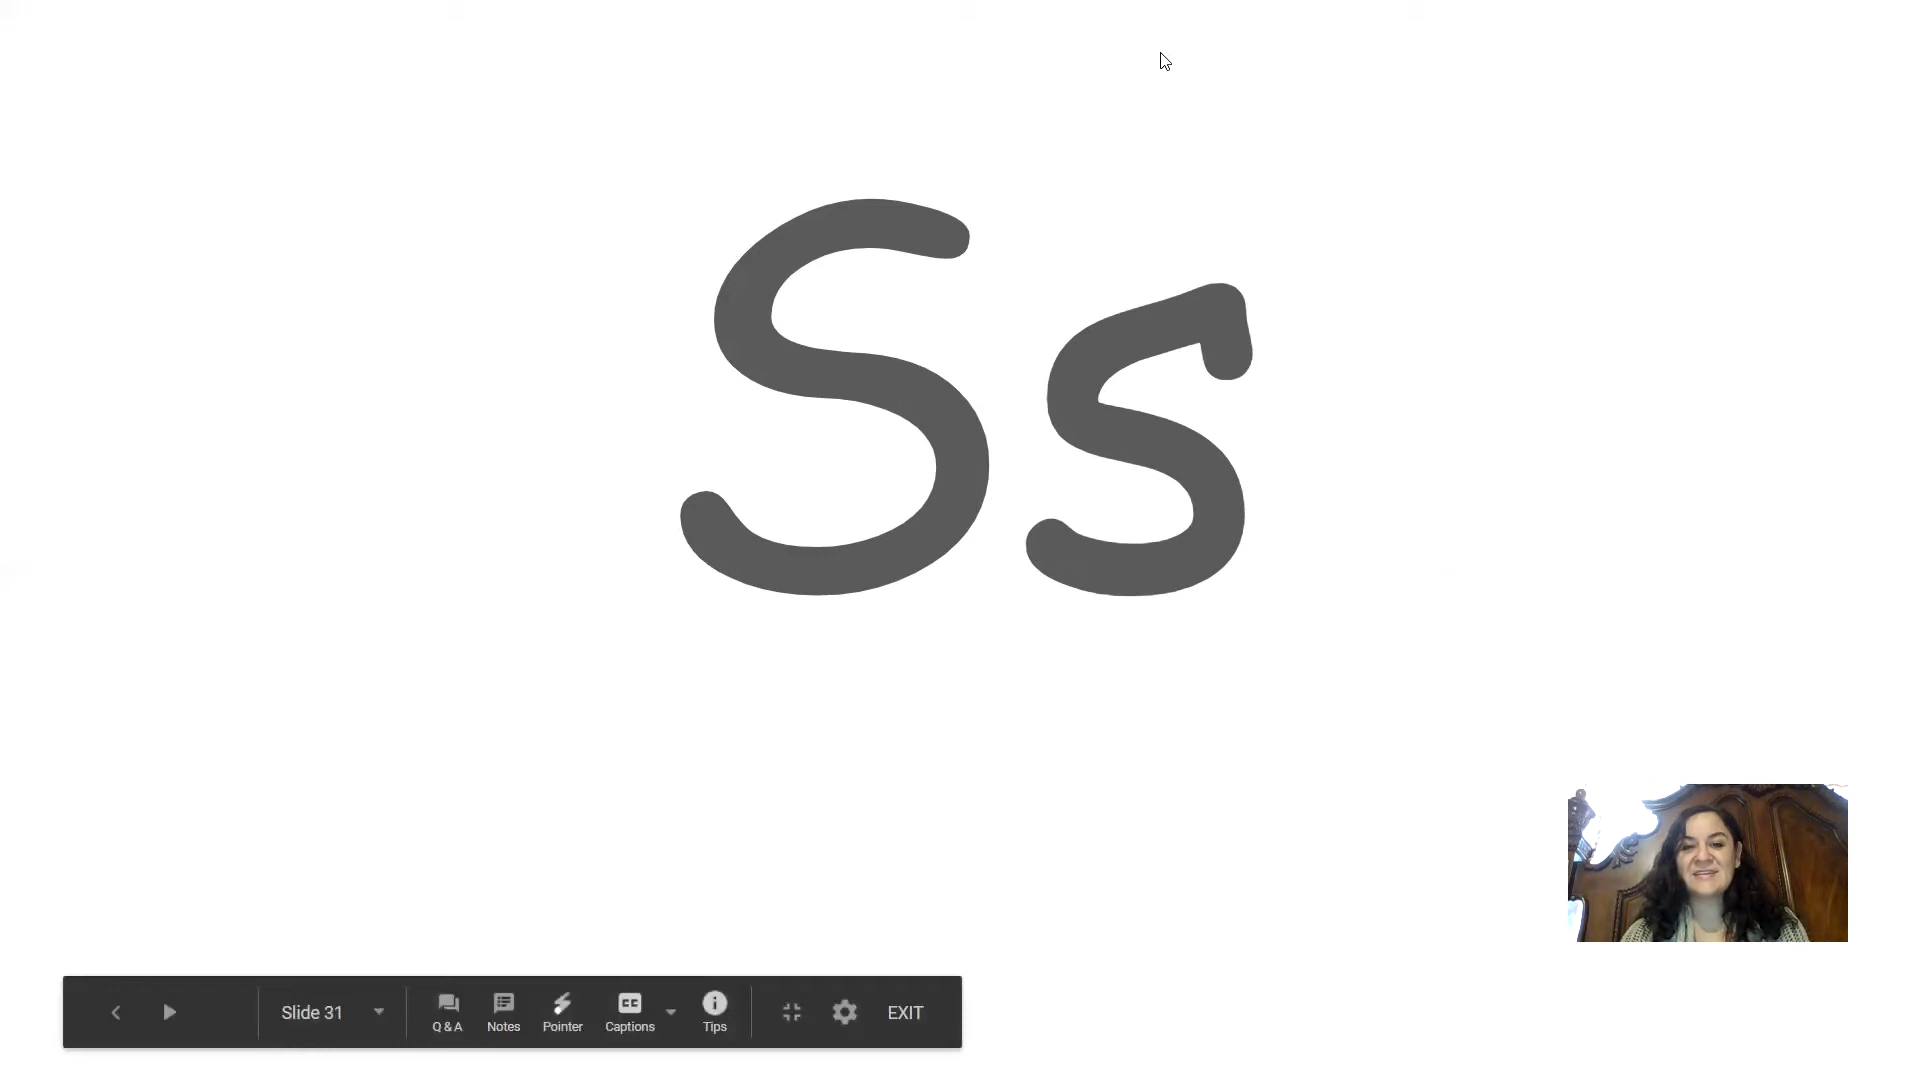 Ss
Slide 31
Q & A
Notes
Pointer
Captions
Tips
EXIT